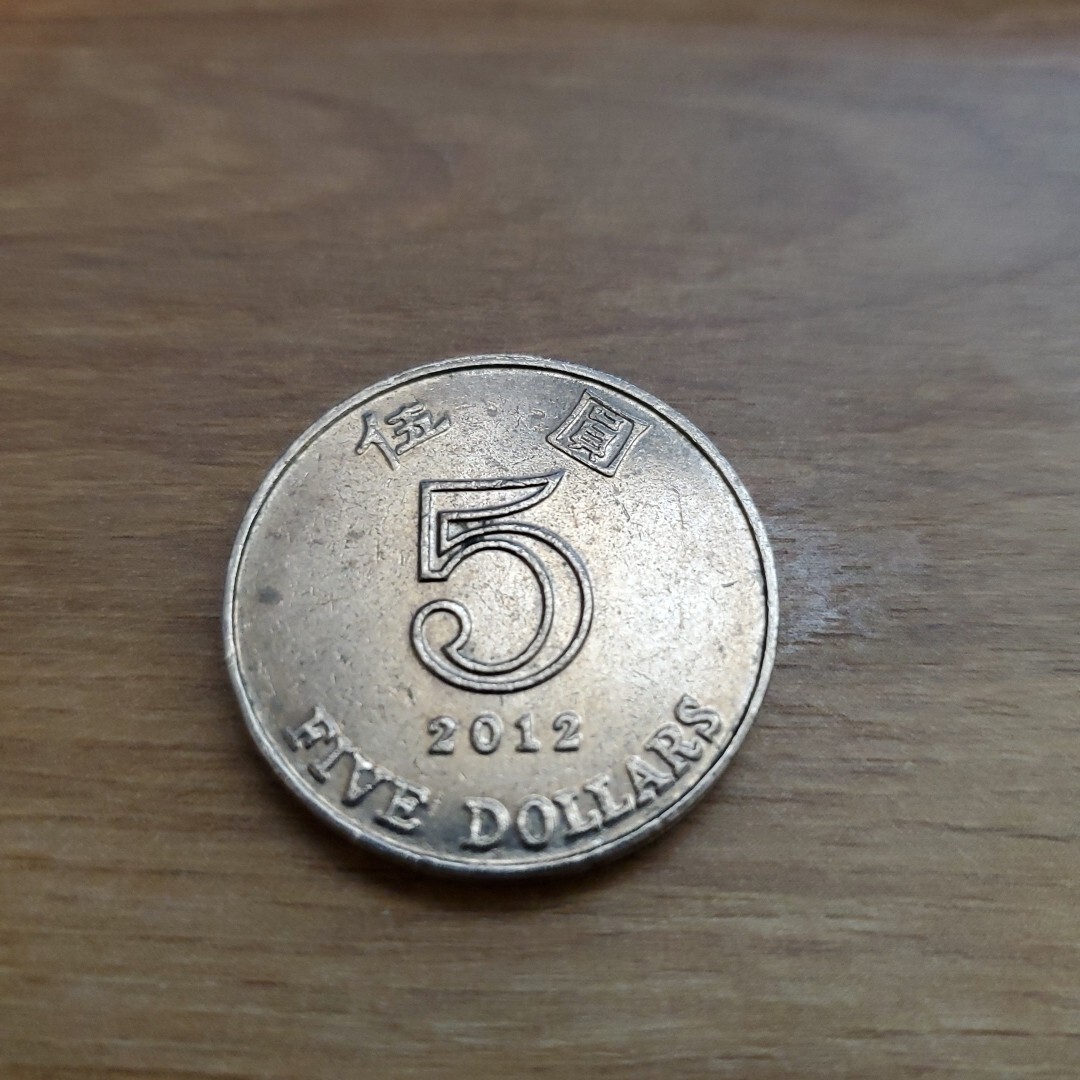 伍 圓
5
2012
FIVE DOLLARS